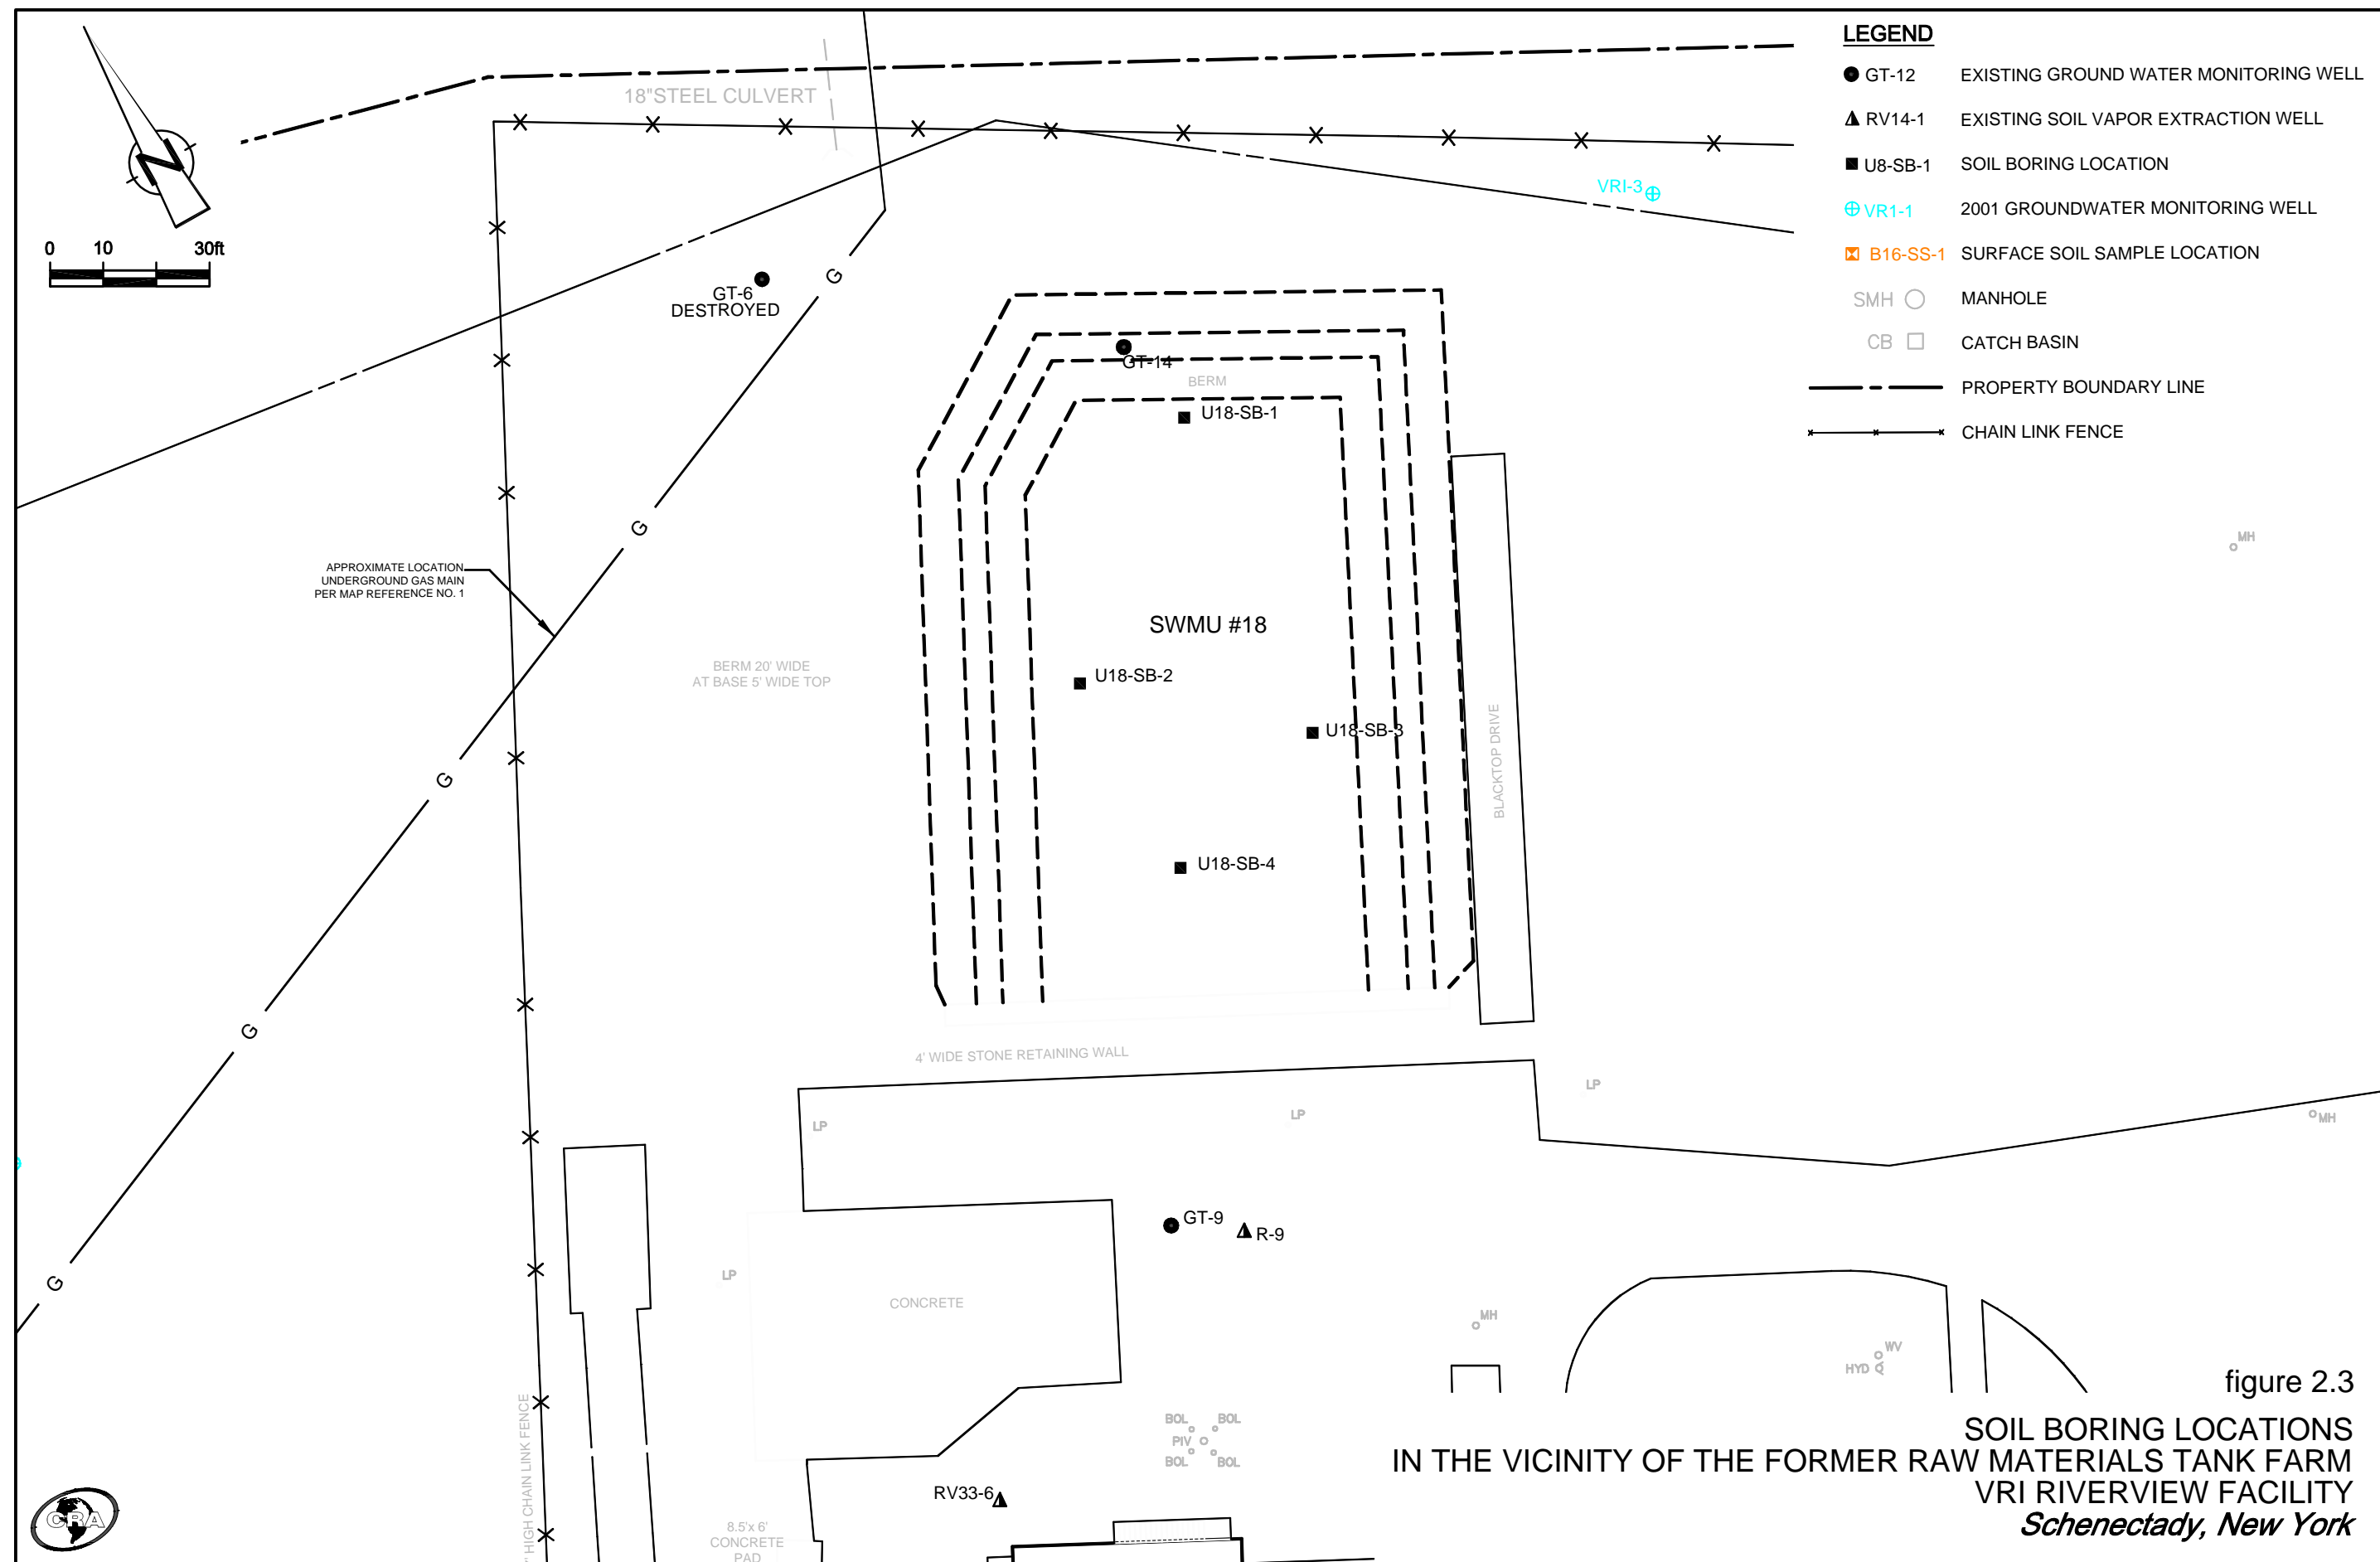 LEGEND
GT-12 EXISTING GROUND WATER MONITORING WELL
RV14-1 EXISTING SOIL VAPOR EXTRACTION WELL
U8-SB-1 SOIL BORING LOCATION
VR1-1 2001 GROUNDWATER MONITORING WELL
B16-SS-1 SURFACE SOIL SAMPLE LOCATION
SMH MANHOLE
CB CATCH BASIN
PROPERTY BOUNDARY LINE
CHAIN LINK FENCE
N
0 10 30ft
18"STEEL CULVERT
VRI-3
GT-6
DESTROYED
G
GT-14
BERM
U18-SB-1
G
MH
APPROXIMATE LOCATION
UNDERGROUND GAS MAIN
PER MAP REFERENCE NO. 1
SWMU #18
BERM 20' WIDE
AT BASE 5' WIDE TOP
U18-SB-2
U18-SB-3
BLACKTOP DRIVE
G
U18-SB-4
G
4' WIDE STONE RETAINING WALL
LP
LP
LP
MH
GT-9
R-9
G
LP
CONCRETE
MH
WV
HYD
BOL BOL
PIV
BOL BOL
RV33-6
" HIGH CHAIN LINK FENCE
8.5'x 6'
CONCRETE
PAD
CRA
figure 2.3
SOIL BORING LOCATIONS
IN THE VICINITY OF THE FORMER RAW MATERIALS TANK FARM
VRI RIVERVIEW FACILITY
Schenectady, New York